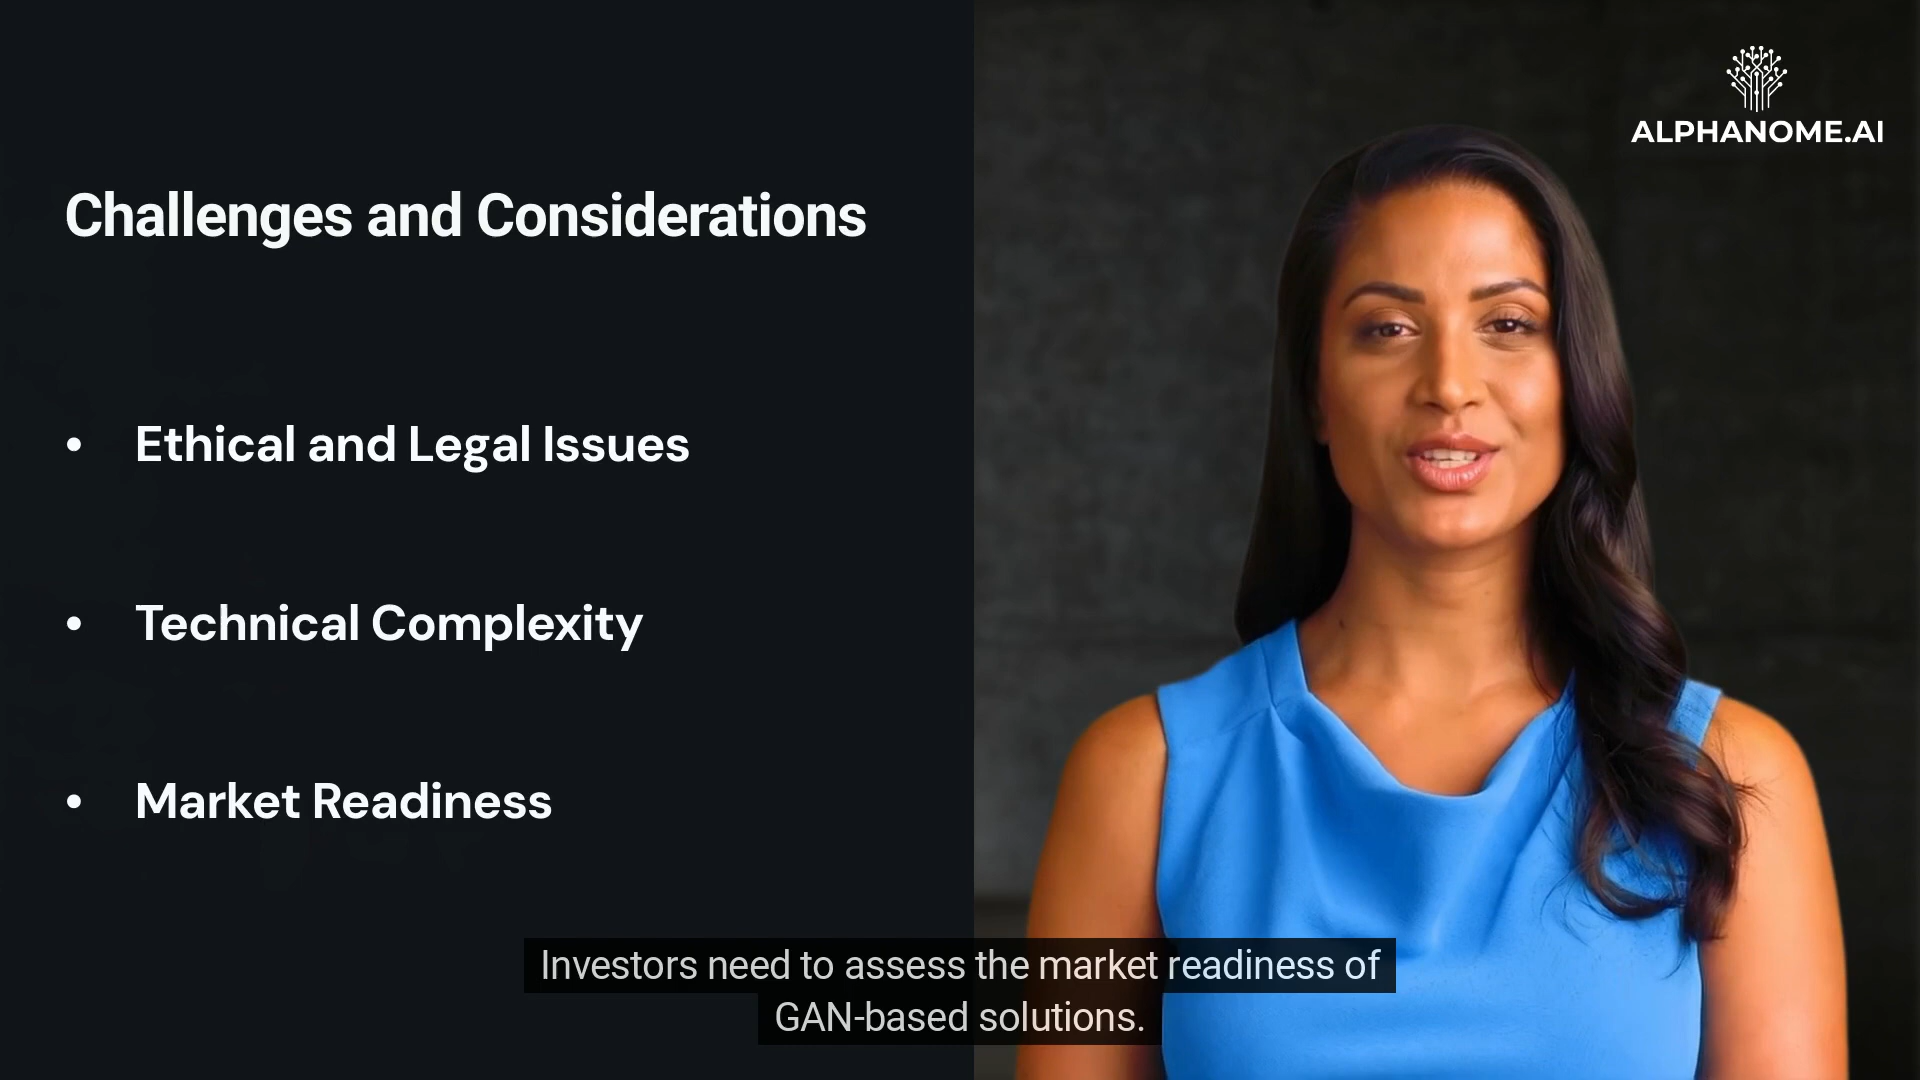 ALPHANOME.AI
Challenges and Considerations
• Ethical and Legal Issues
• Technical Complexity
• Market Readiness
Investors need to assess the market readiness of
GAN-based solutions.